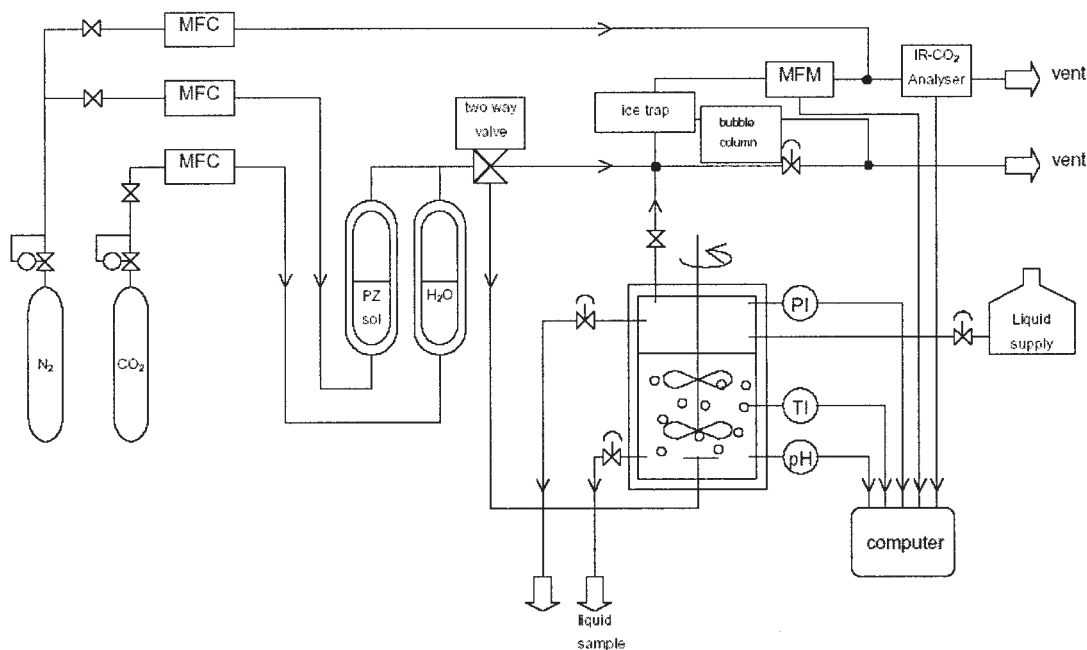 MFC
MFC
MFC
two way
valve
ice trap
MFM
bubble
column
IR-CO₂
Analyser
vent
vent
N₂
CO₂
PZ
sol
H₂O
PI
TI
pH
Liquid
supply
computer
liquid
sample